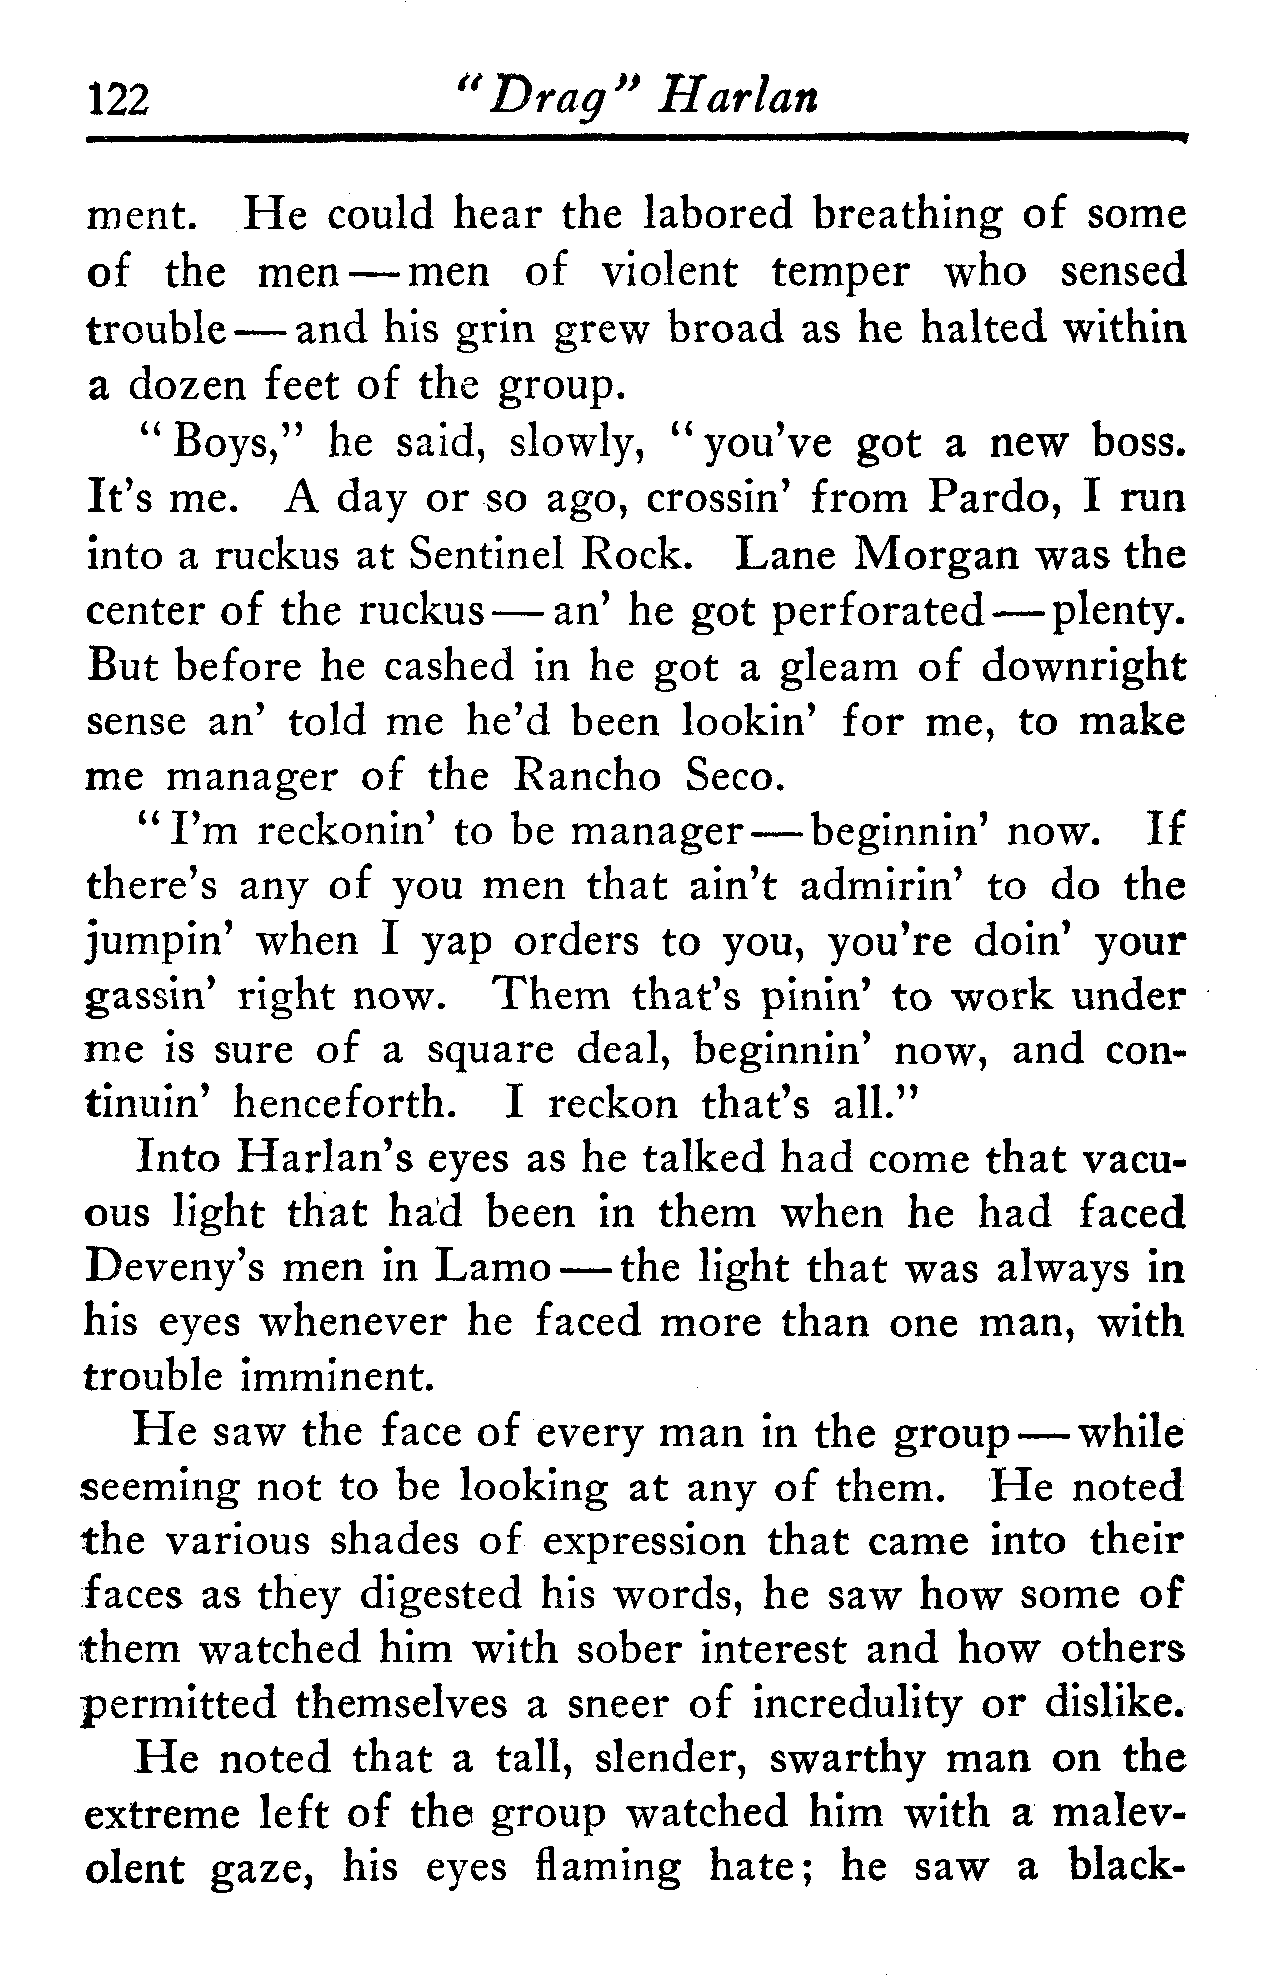 122 "Drag" Harlan
ment. He could hear the labored breathing of some
of the men — men of violent temper who sensed
trouble — and his grin grew broad as he halted within
a dozen feet of the group.
"Boys," he said, slowly, "you've got a new boss.
It's me. A day or so ago, crossin' from Pardo, I run
into a ruckus at Sentinel Rock. Lane Morgan was the
center of the ruckus — an' he got perforated — plenty.
But before he cashed in he got a gleam of downright
sense an' told me he'd been lookin' for me, to make
me manager of the Rancho Seco.
"I'm reckonin' to be manager — beginnin' now. If
there's any of you men that ain't admirin' to do the
jumpin' when I yap orders to you, you're doin' your
gassin' right now. Them that's pinin' to work under
me is sure of a square deal, beginnin' now, and con-
tinuin' henceforth. I reckon that's all."
Into Harlan's eyes as he talked had come that vacu-
ous light that had been in them when he had faced
Deveny's men in Lamo — the light that was always in
his eyes whenever he faced more than one man, with
trouble imminent.
He saw the face of every man in the group — while
seeming not to be looking at any of them. He noted
the various shades of expression that came into their
faces as they digested his words, he saw how some of
them watched him with sober interest and how others
permitted themselves a sneer of incredulity or dislike.
He noted that a tall, slender, swarthy man on the
extreme left of the group watched him with a malev-
olent gaze, his eyes flaming hate; he saw a black-